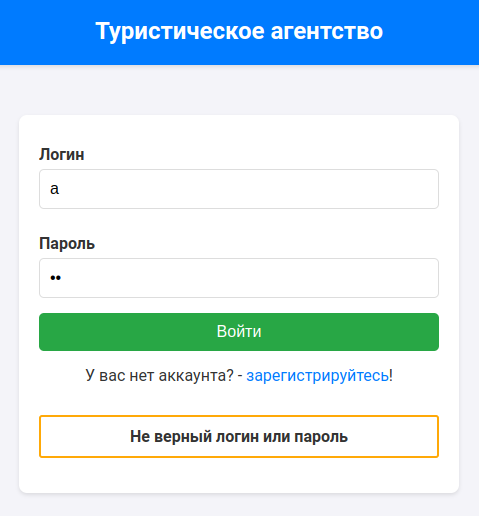 Туристическое агентство
Логин
a
Пароль
••
Войти
У вас нет аккаунта? - зарегистрируйтесь!
Не верный логин или пароль